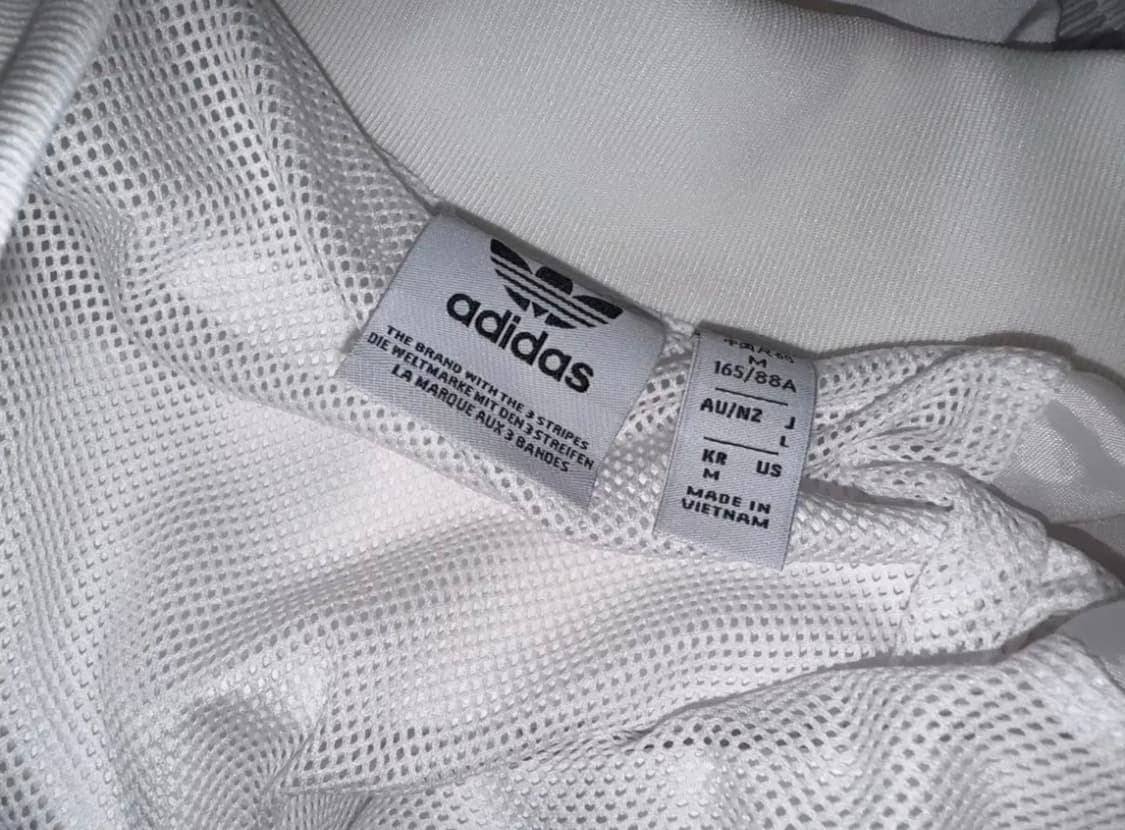 adidas
THE BRAND WITH THE 3 STRIPES
DIE WELTMARKE MIT DEN 3 STREIFEN
LA MARQUE AUX 3 BANDES
M
165/88A
AU/NZ J
L
KR US
M
MADE IN
VIETNAM